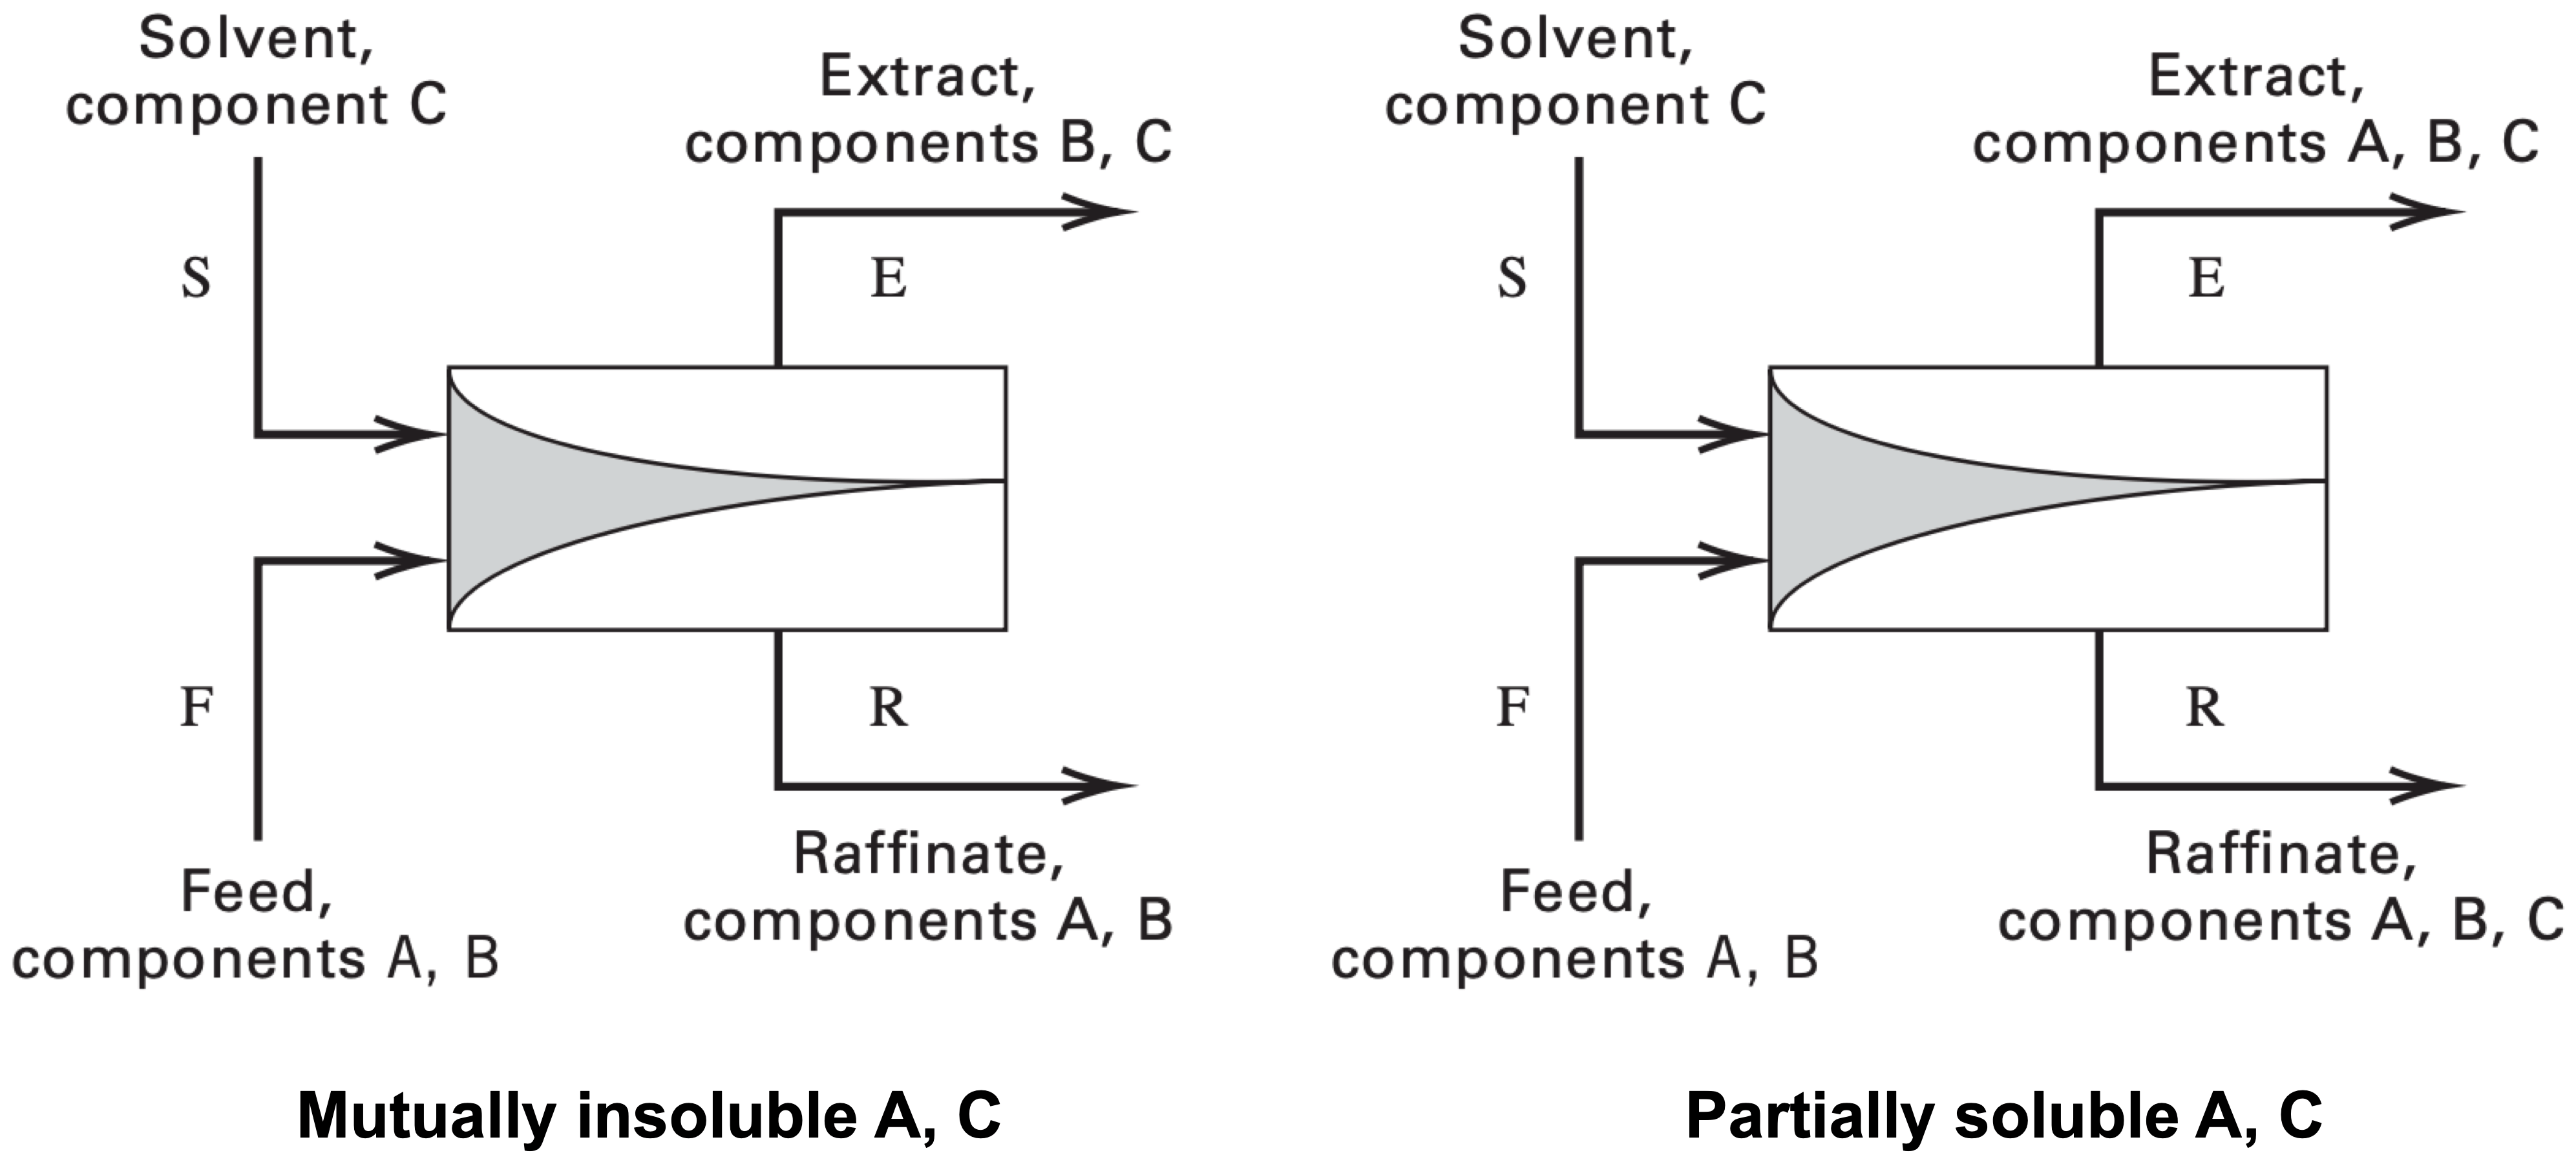 Solvent,
component C
Extract,
components B, C
S
E
F
R
Feed,
components A, B
Raffinate,
components A, B
Mutually insoluble A, C
Solvent,
component C
Extract,
components A, B, C
S
E
F
R
Feed,
components A, B
Raffinate,
components A, B, C
Partially soluble A, C